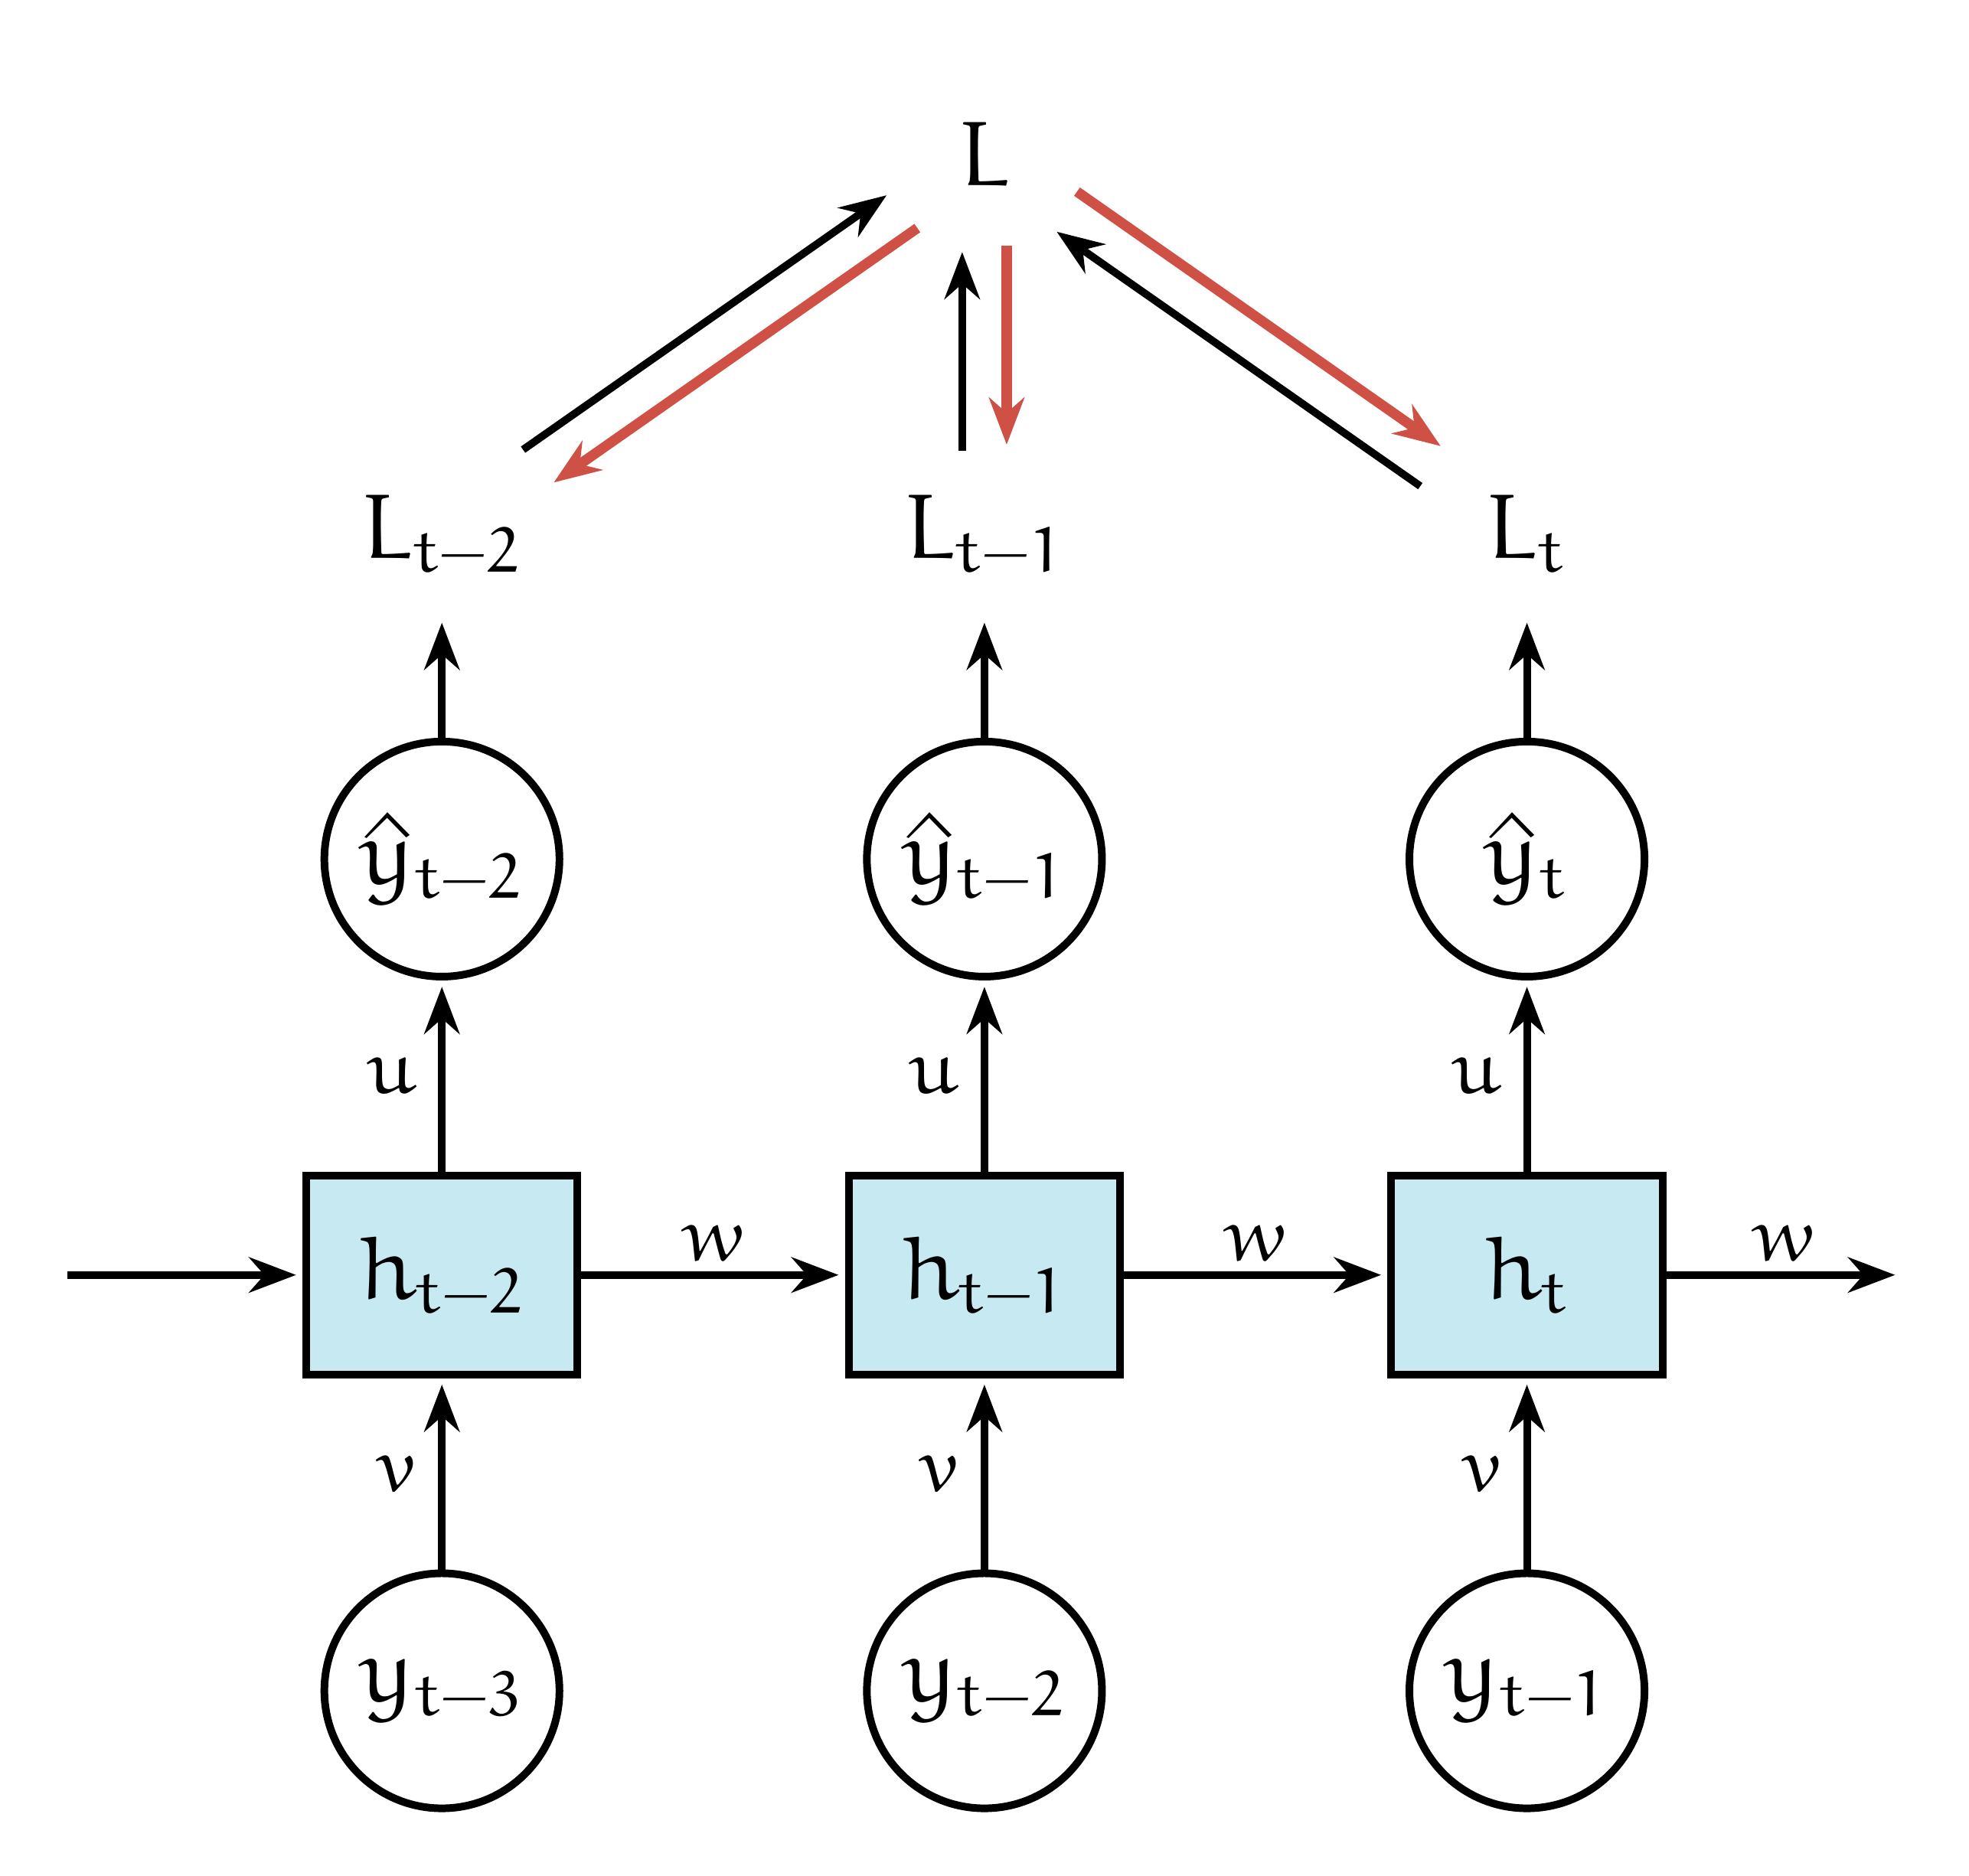 L
L_{t-2} L_{t-1} L_t
ŷ_{t-2} ŷ_{t-1} ŷ_t
u u u
w w w
h_{t-2} h_{t-1} h_t
v v v
y_{t-3} y_{t-2} y_{t-1}